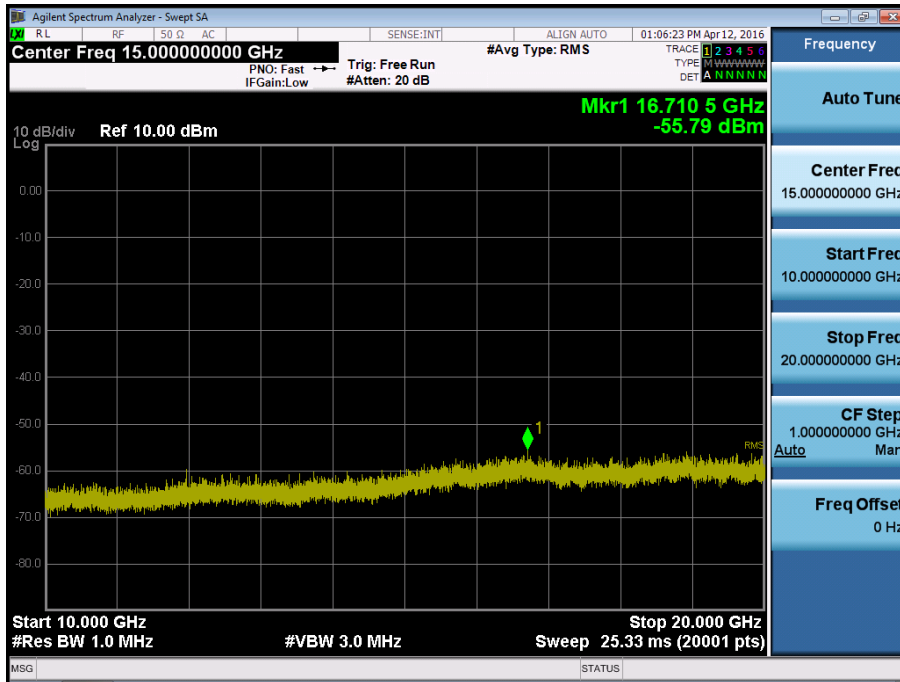 Agilent Spectrum Analyzer - Swept SA
LXI RL RF 50 Ω AC SENSE:INT ALIGN AUTO 01:06:23 PM Apr 12, 2016
Center Freq 15.000000000 GHz
PNO: Fast
IFGain:Low
Trig: Free Run
#Atten: 20 dB
#Avg Type: RMS
TRACE 1 2 3 4 5 6
TYPE M WWWWW
DET A N N N N N
Mkr1 16.710 5 GHz
-55.79 dBm
10 dB/div Ref 10.00 dBm
Log
0.00
-10.0
-20.0
-30.0
-40.0
-50.0
1
RMS
-60.0
-70.0
-80.0
Start 10.000 GHz Stop 20.000 GHz
#Res BW 1.0 MHz #VBW 3.0 MHz Sweep 25.33 ms (20001 pts)
MSG STATUS
Frequency
Auto Tune
Center Freq
15.000000000 GHz
Start Freq
10.000000000 GHz
Stop Freq
20.000000000 GHz
CF Step
1.000000000 GHz
Auto Man
Freq Offset
0 Hz